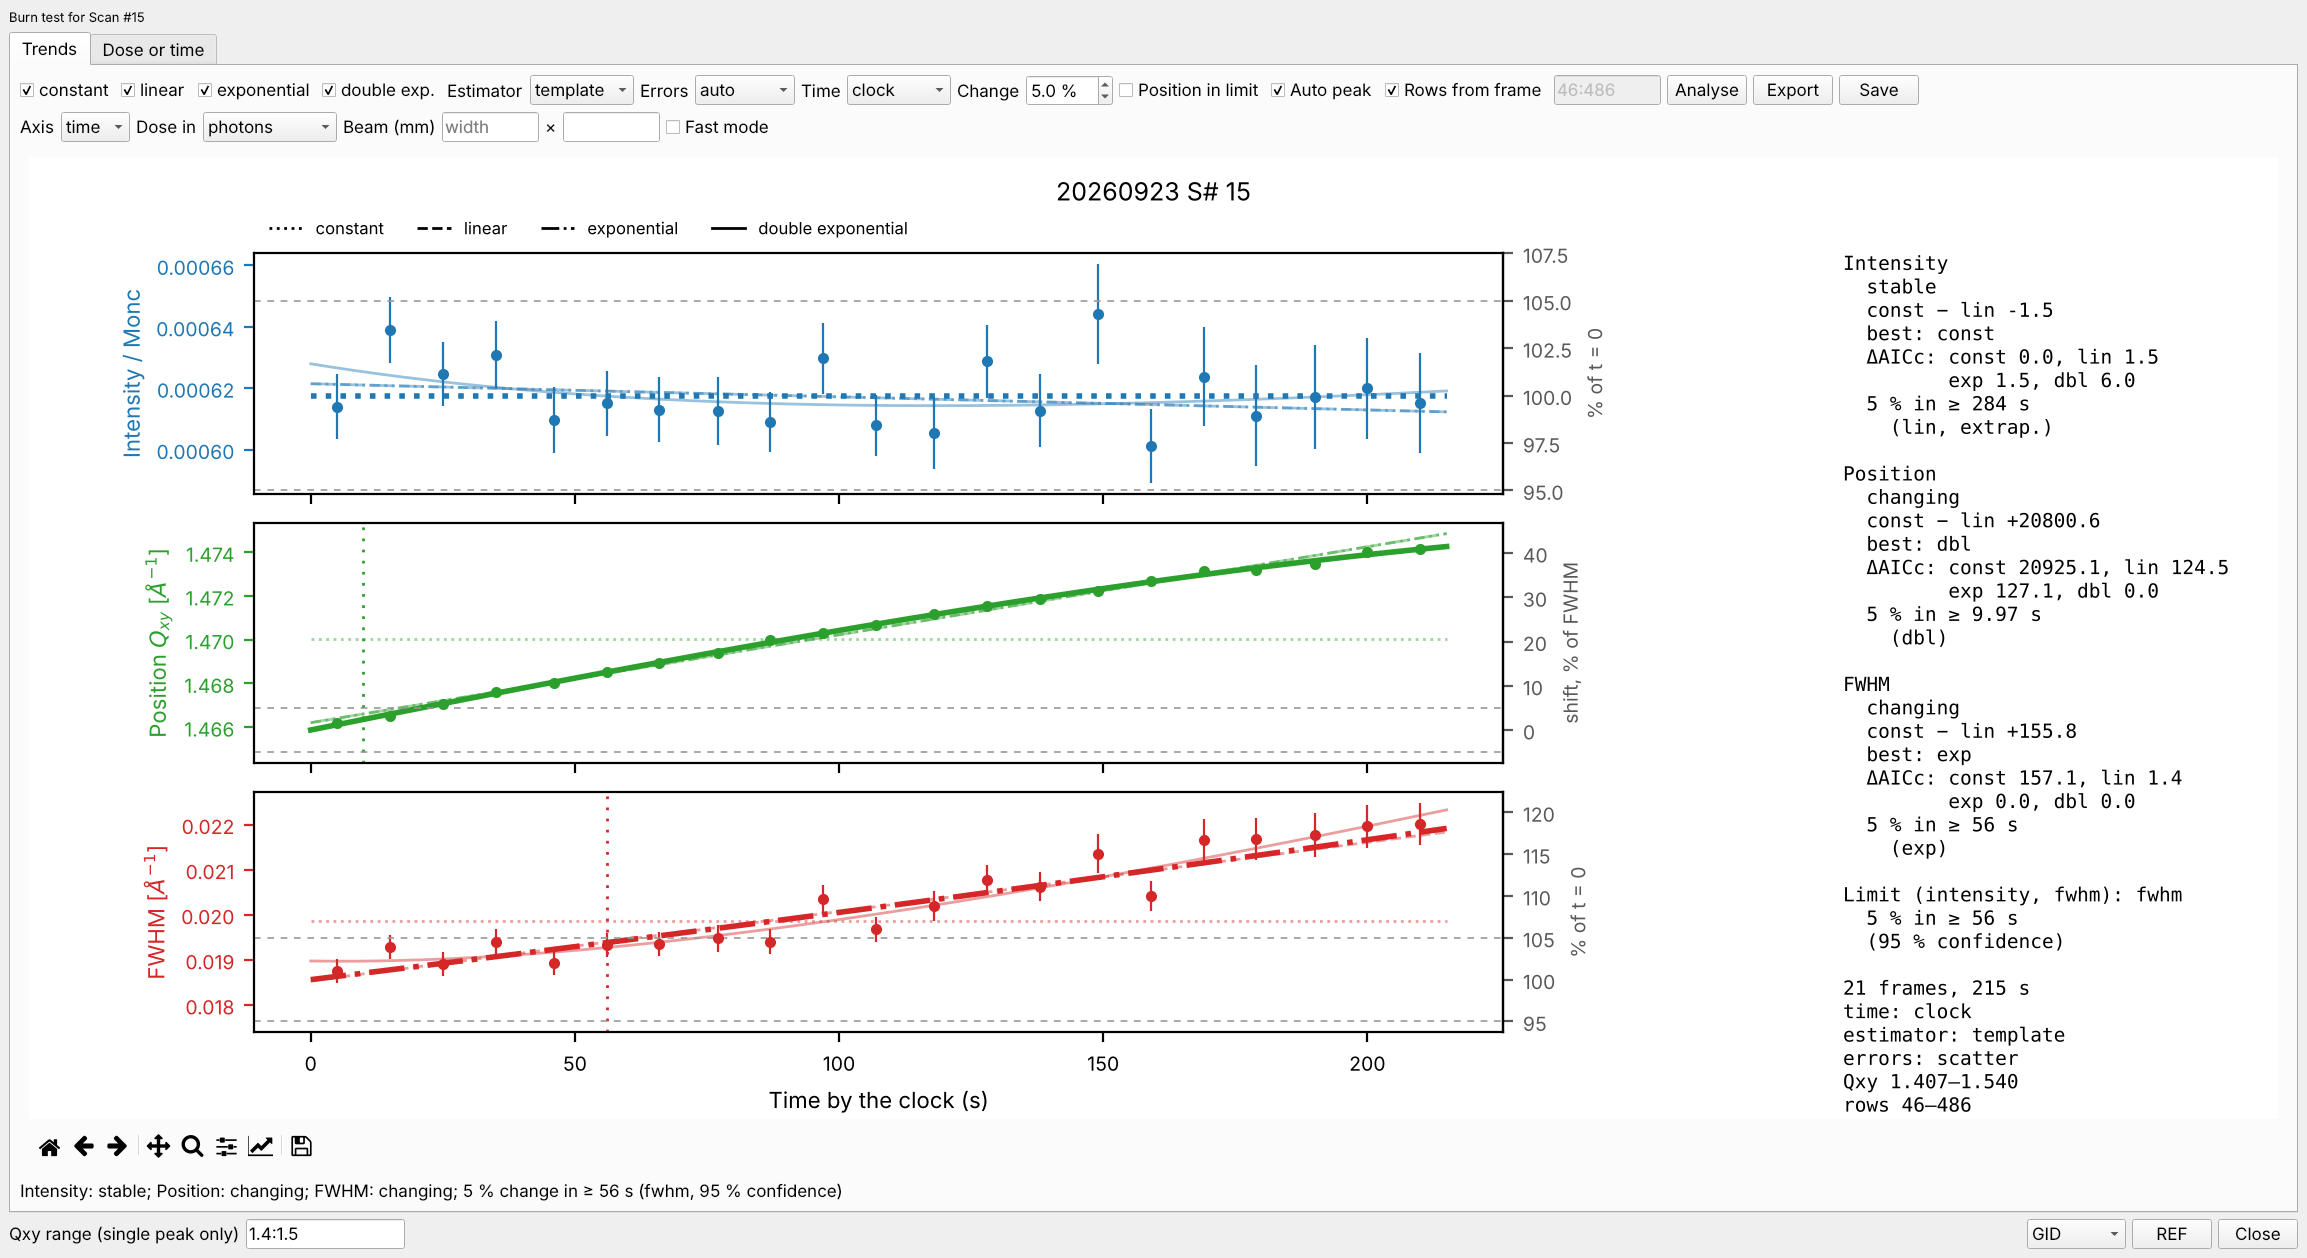 Burn test for Scan #15
Trends Dose or time
constant linear exponential double exp. Estimator template Errors auto Time clock Change 5.0 % Position in limit Auto peak Rows from frame 46:486 Analyse Export Save
Axis time Dose in photons Beam (mm) width × Fast mode
20260923 S# 15
constant linear exponential double exponential
Intensity / Monc
0.00066
0.00064
0.00062
0.00060
107.5
105.0
102.5
100.0
97.5
95.0
% of t = 0
Position Qxy [Å−1]
1.474
1.472
1.470
1.468
1.466
40
30
20
10
0
shift, % of FWHM
FWHM [Å−1]
0.022
0.021
0.020
0.019
0.018
120
115
110
105
100
95
% of t = 0
0 50 100 150 200
Time by the clock (s)
Intensity
stable
const − lin -1.5
best: const
ΔAICc: const 0.0, lin 1.5
exp 1.5, dbl 6.0
5 % in ≥ 284 s
(lin, extrap.)
Position
changing
const − lin +20800.6
best: dbl
ΔAICc: const 20925.1, lin 124.5
exp 127.1, dbl 0.0
5 % in ≥ 9.97 s
(dbl)
FWHM
changing
const − lin +155.8
best: exp
ΔAICc: const 157.1, lin 1.4
exp 0.0, dbl 0.0
5 % in ≥ 56 s
(exp)
Limit (intensity, fwhm): fwhm
5 % in ≥ 56 s
(95 % confidence)
21 frames, 215 s
time: clock
estimator: template
errors: scatter
Qxy 1.407–1.540
rows 46–486
Intensity: stable; Position: changing; FWHM: changing; 5 % change in ≥ 56 s (fwhm, 95 % confidence)
Qxy range (single peak only) 1.4:1.5 GID REF Close